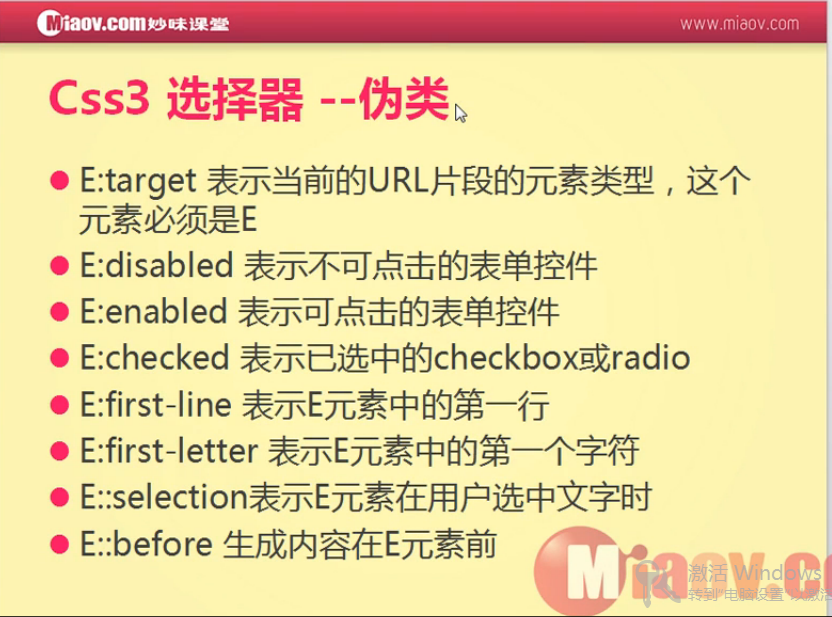 Miaov.com妙味课堂
www.miaov.com
Css3 选择器 --伪类
E:target 表示当前的URL片段的元素类型，这个
元素必须是E
E:disabled 表示不可点击的表单控件
E:enabled 表示可点击的表单控件
E:checked 表示已选中的checkbox或radio
E:first-line 表示E元素中的第一行
E:first-letter 表示E元素中的第一个字符
E::selection表示E元素在用户选中文字时
E::before 生成内容在E元素前
Miaov.co
激活 Windows
转到"电脑设置"以激活